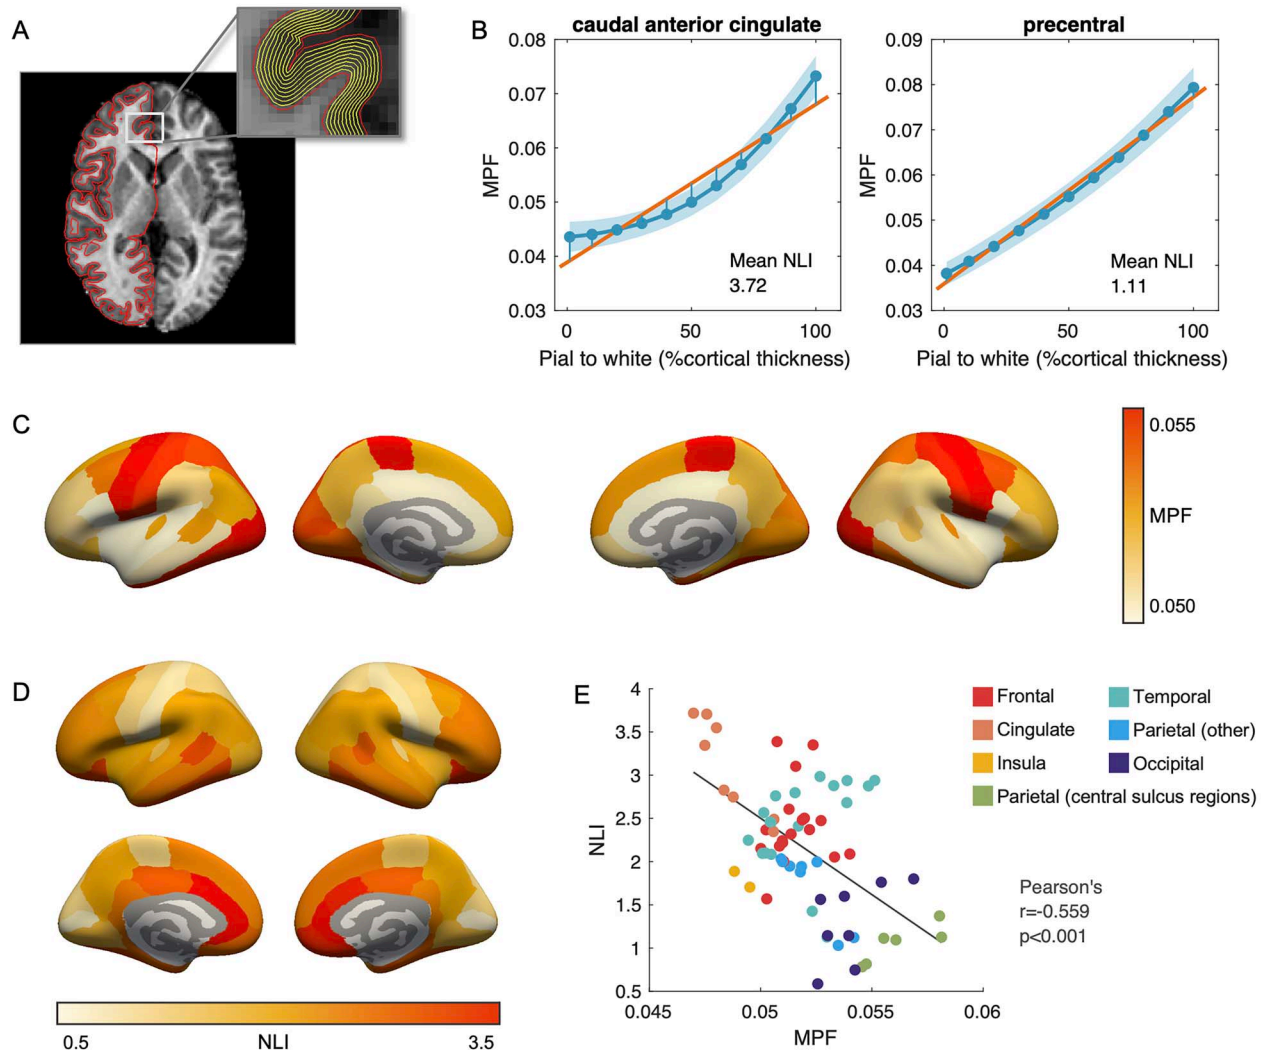 A
B
caudal anterior cingulate
0.08
0.07
0.06
0.05
0.04
0.03
MPF
Mean NLI
3.72
0
50
100
Pial to white (%cortical thickness)
precentral
0.09
0.08
0.07
0.06
0.05
0.04
0.03
MPF
Mean NLI
1.11
0
50
100
Pial to white (%cortical thickness)
C
0.055
MPF
0.050
D
0.5
NLI
3.5
E
4
3.5
3
2.5
2
1.5
1
0.5
NLI
0.045
0.05
0.055
0.06
MPF
Frontal
Temporal
Cingulate
Parietal (other)
Insula
Occipital
Parietal (central sulcus regions)
Pearson's
r=-0.559
p<0.001